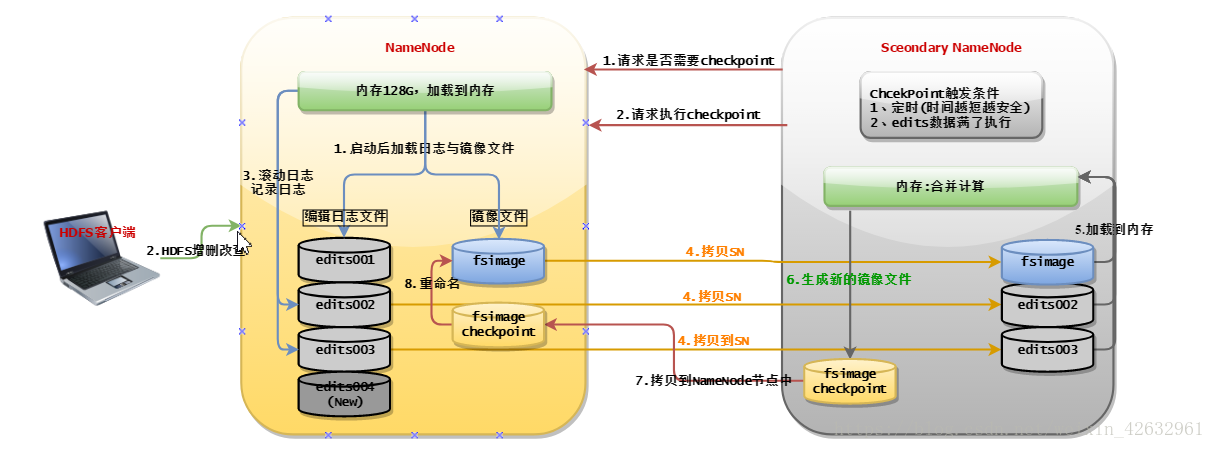 NameNode
内存128G，加载到内存
1.启动后加载日志与镜像文件
3.滚动日志
记录日志
编辑日志文件
镜像文件
HDFS客户端
2.HDFS增删改查
edits001
edits002
edits003
edits004
(New)
fsimage
8.重命名
fsimage
checkpoint
1.请求是否需要checkpoint
2.请求执行checkpoint
4.拷贝SN
4.拷贝SN
4.拷贝到SN
7.拷贝到NameNode节点中
Sceondary NameNode
ChcekPoint触发条件
1、定时(时间越短越安全)
2、edits数据满了执行
内存:合并计算
5.加载到内存
6.生成新的镜像文件
fsimage
edits002
edits003
fsimage
checkpoint